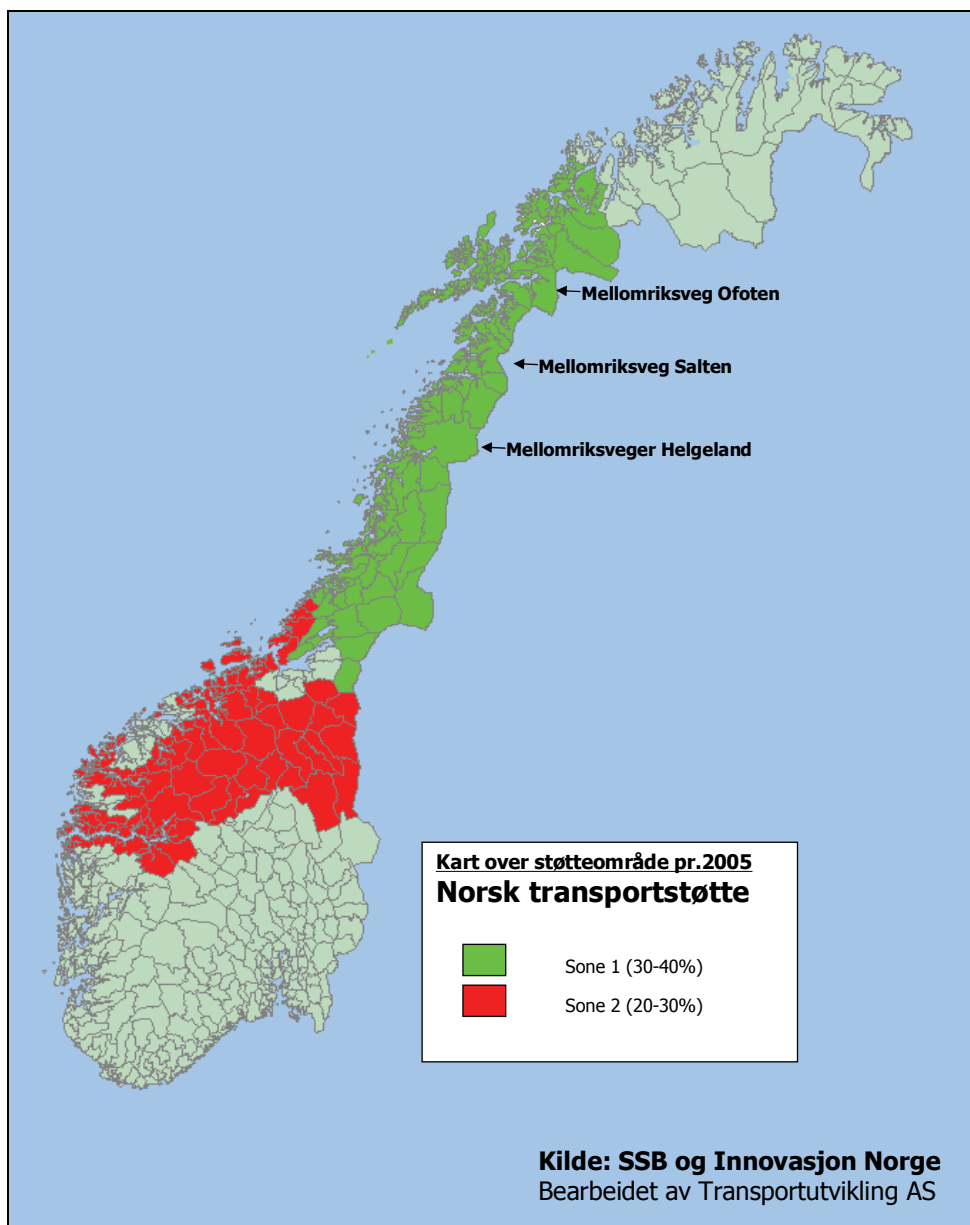 Mellomriksveg Ofoten
Mellomriksveg Salten
Mellomriksveger Helgeland
Kart over støtteområde pr.2005
Norsk transportstøtte
Sone 1 (30-40%)
Sone 2 (20-30%)
Kilde: SSB og Innovasjon Norge
Bearbeidet av Transportutvikling AS